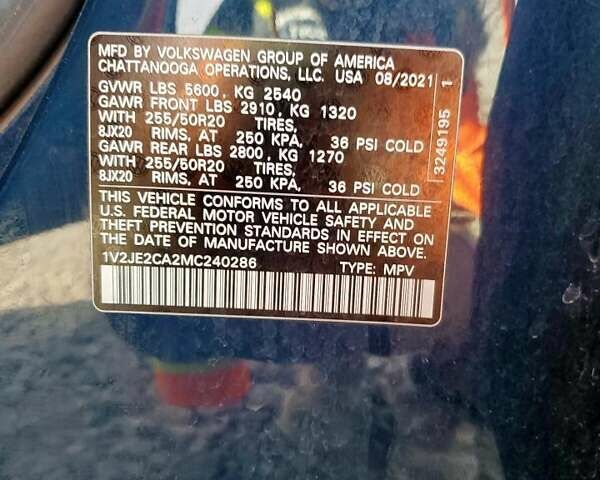 MFD BY VOLKSWAGEN GROUP OF AMERICA
CHATTANOOGA OPERATIONS, LLC. USA 08/2021
GVWR LBS 5600, KG 2540
GAWR FRONT LBS 2910, KG 1320
WITH 255/50R20 TIRES,
8JX20 RIMS, AT 250 KPA, 36 PSI COLD
GAWR REAR LBS 2800, KG 1270
WITH 255/50R20 TIRES,
8JX20 RIMS, AT 250 KPA, 36 PSI COLD
THIS VEHICLE CONFORMS TO ALL APPLICABLE
U.S. FEDERAL MOTOR VEHICLE SAFETY AND
THEFT PREVENTION STANDARDS IN EFFECT ON
THE DATE OF MANUFACTURE SHOWN ABOVE.
1V2JE2CA2MC240286 TYPE: MPV
3249195 1